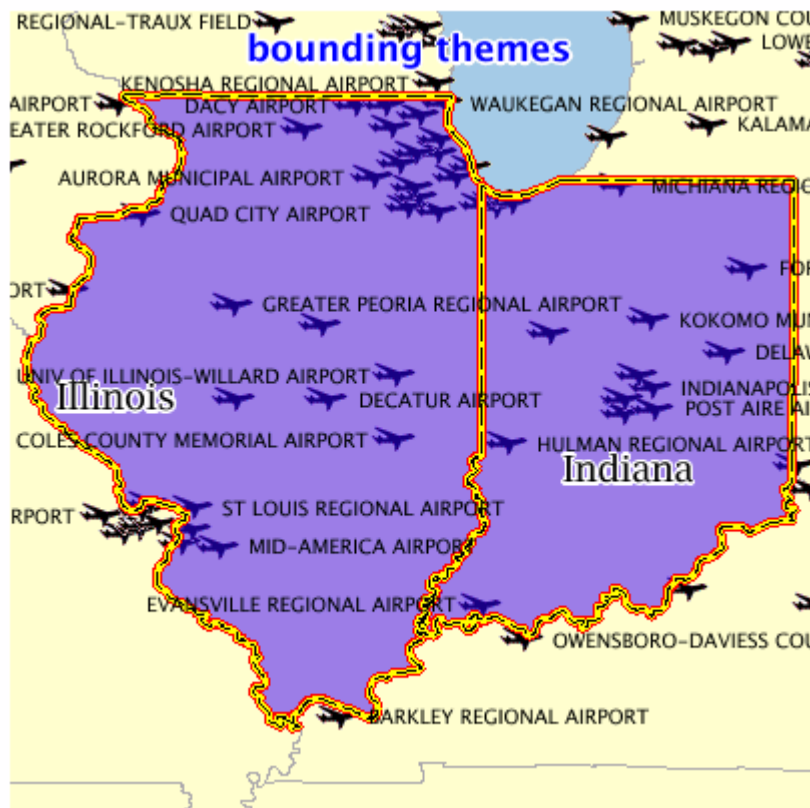 REGIONAL-TRAUX FIELD
MUSKEGON COU
bounding themes
LOWE
KENOSHA REGIONAL AIRPORT
AIRPORT
DACY AIRPORT
WAUKEGAN REGIONAL AIRPORT
EATER ROCKFORD AIRPORT
KALAMA
AURORA MUNICIPAL AIRPORT
MICHIANA REGIO
QUAD CITY AIRPORT
FOR
ORT
GREATER PEORIA REGIONAL AIRPORT
KOKOMO MUN
DELAW
UNIV OF ILLINOIS-WILLARD AIRPORT
INDIANAPOLIS
Illinois
DECATUR AIRPORT
POST AIRE AI
COLES COUNTY MEMORIAL AIRPORT
HULMAN REGIONAL AIRPORT
Indiana
ST LOUIS REGIONAL AIRPORT
RPORT
MID-AMERICA AIRPORT
EVANSVILLE REGIONAL AIRPORT
OWENSBORO-DAVIESS COU
BARKLEY REGIONAL AIRPORT